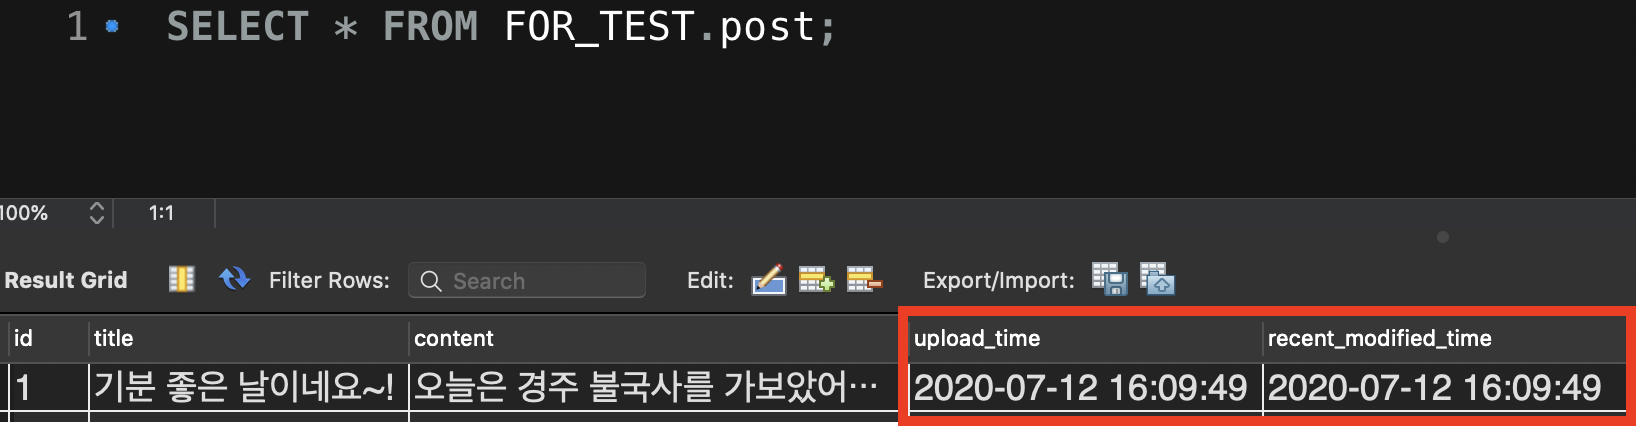 1 SELECT * FROM FOR_TEST.post;
100% 1:1
Result Grid Filter Rows: Search Edit: Export/Import:
id title content upload_time recent_modified_time
1 기분 좋은 날이네요~! 오늘은 경주 불국사를 가보았어… 2020-07-12 16:09:49 2020-07-12 16:09:49